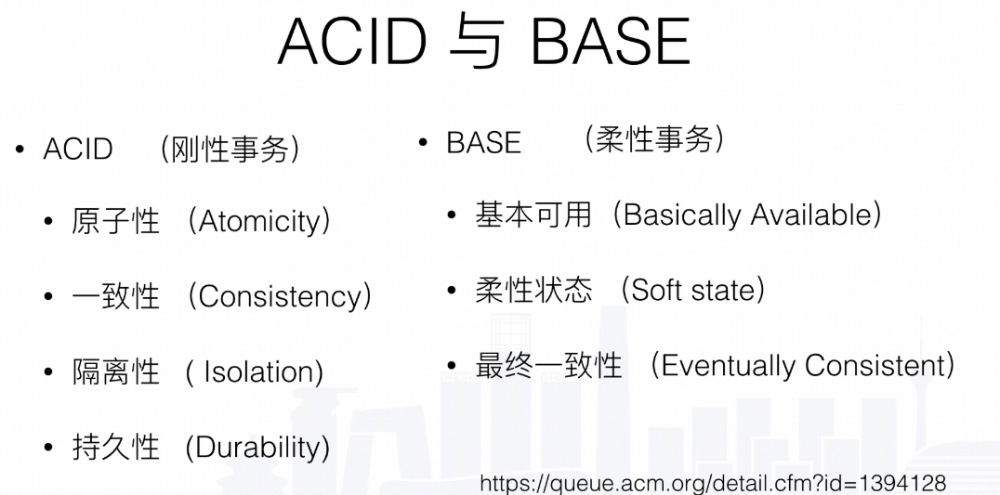 ACID 与 BASE
• ACID （刚性事务）
• 原子性 （Atomicity）
• 一致性 （Consistency）
• 隔离性 ( Isolation)
• 持久性 (Durability)
• BASE （柔性事务）
• 基本可用（Basically Available）
• 柔性状态 （Soft state）
• 最终一致性 （Eventually Consistent）
https://queue.acm.org/detail.cfm?id=1394128